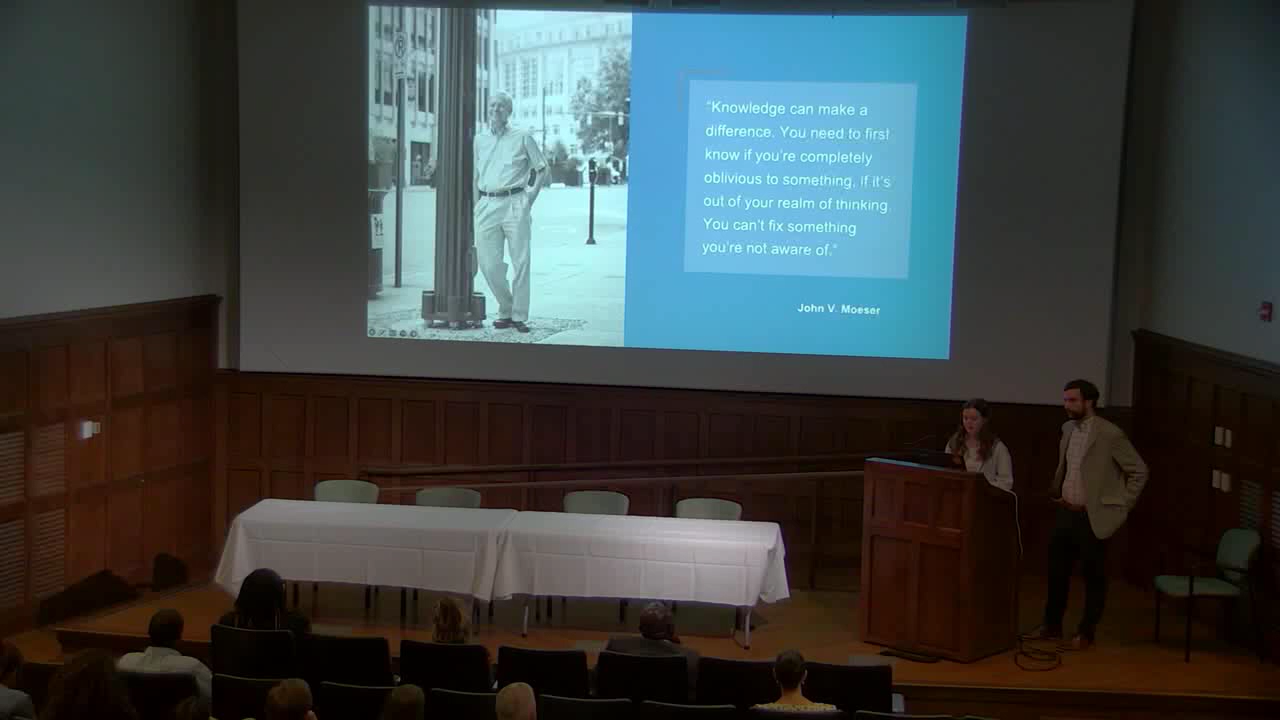 “Knowledge can make a
difference. You need to first
know if you’re completely
oblivious to something, if it’s
out of your realm of thinking.
You can’t fix something
you’re not aware of.”
John V. Moeser